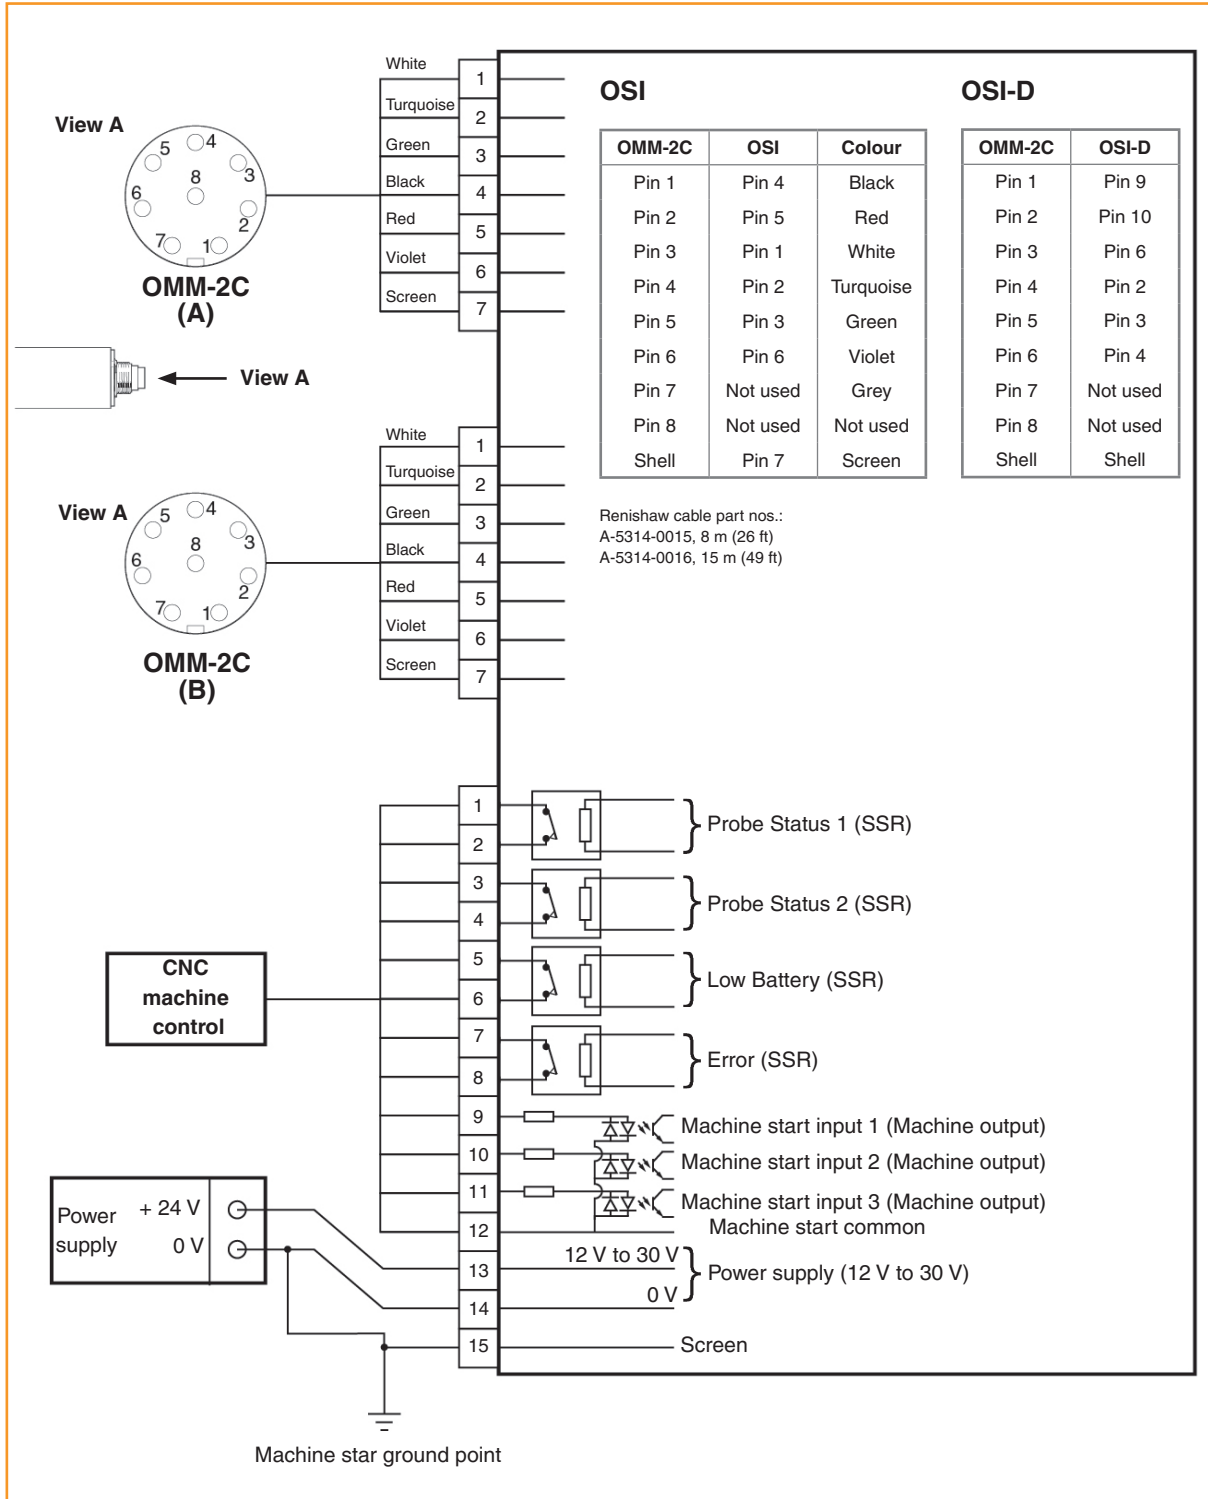 View A
5
4
3
8
6
2
7
1
OMM-2C
(A)
View A
White
1
Turquoise
2
Green
3
Black
4
Red
5
Violet
6
Screen
7
OSI
OMM-2C OSI Colour
Pin 1 Pin 4 Black
Pin 2 Pin 5 Red
Pin 3 Pin 1 White
Pin 4 Pin 2 Turquoise
Pin 5 Pin 3 Green
Pin 6 Pin 6 Violet
Pin 7 Not used Grey
Pin 8 Not used Not used
Shell Pin 7 Screen
OSI-D
OMM-2C OSI-D
Pin 1 Pin 9
Pin 2 Pin 10
Pin 3 Pin 6
Pin 4 Pin 2
Pin 5 Pin 3
Pin 6 Pin 4
Pin 7 Not used
Pin 8 Not used
Shell Shell
Renishaw cable part nos.:
A-5314-0015, 8 m (26 ft)
A-5314-0016, 15 m (49 ft)
View A
5
4
3
8
6
2
7
1
OMM-2C
(B)
White
1
Turquoise
2
Green
3
Black
4
Red
5
Violet
6
Screen
7
CNC
machine
control
1
2
Probe Status 1 (SSR)
3
4
Probe Status 2 (SSR)
5
6
Low Battery (SSR)
7
8
Error (SSR)
9
Machine start input 1 (Machine output)
10
Machine start input 2 (Machine output)
11
Machine start input 3 (Machine output)
12
Machine start common
Power
supply
+ 24 V
0 V
13
12 V to 30 V
Power supply (12 V to 30 V)
14
0 V
15
Screen
Machine star ground point